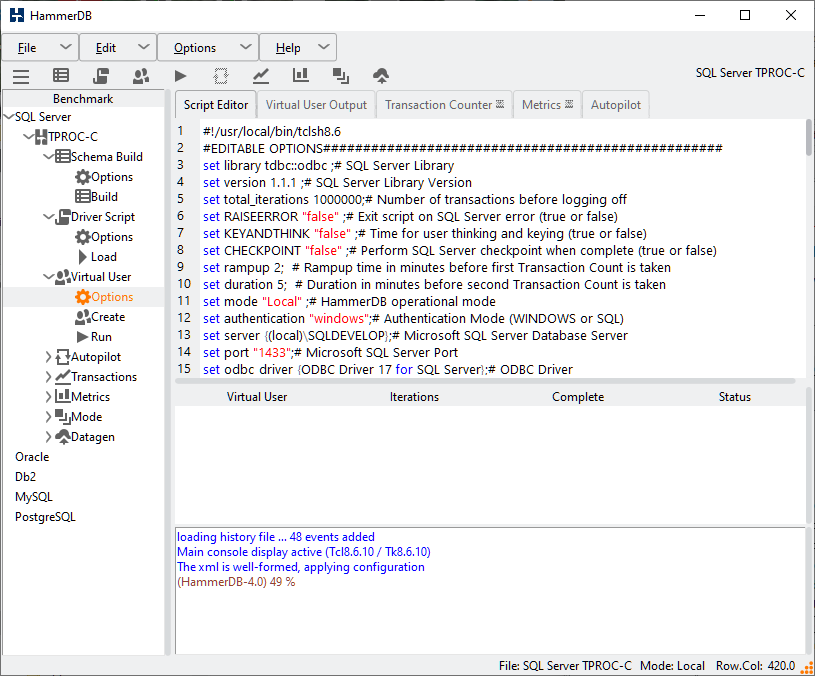 HammerDB
File Edit Options Help
SQL Server TPROC-C
Benchmark
SQL Server
TPROC-C
Schema Build
Options
Build
Driver Script
Options
Load
Virtual User
Options
Create
Run
Autopilot
Transactions
Metrics
Mode
Datagen
Oracle
Db2
MySQL
PostgreSQL
Script Editor Virtual User Output Transaction Counter Metrics Autopilot
1 #!/usr/local/bin/tclsh8.6
2 #EDITABLE OPTIONS##################################################
3 set library tdbc::odbc ;# SQL Server Library
4 set version 1.1.1 ;# SQL Server Library Version
5 set total_iterations 1000000;# Number of transactions before logging off
6 set RAISEERROR "false" ;# Exit script on SQL Server error (true or false)
7 set KEYANDTHINK "false" ;# Time for user thinking and keying (true or false)
8 set CHECKPOINT "false" ;# Perform SQL Server checkpoint when complete (true or false)
9 set rampup 2;  # Rampup time in minutes before first Transaction Count is taken
10 set duration 5;  # Duration in minutes before second Transaction Count is taken
11 set mode "Local" ;# HammerDB operational mode
12 set authentication "windows";# Authentication Mode (WINDOWS or SQL)
13 set server {(local)\SQLDEVELOP};# Microsoft SQL Server Database Server
14 set port "1433";# Microsoft SQL Server Port
15 set odbc driver {ODBC Driver 17 for SQL Server};# ODBC Driver
Virtual User Iterations Complete Status
loading history file ... 48 events added
Main console display active (Tcl8.6.10 / Tk8.6.10)
The xml is well-formed, applying configuration
(HammerDB-4.0) 49 %
File: SQL Server TPROC-C Mode: Local Row.Col: 420.0